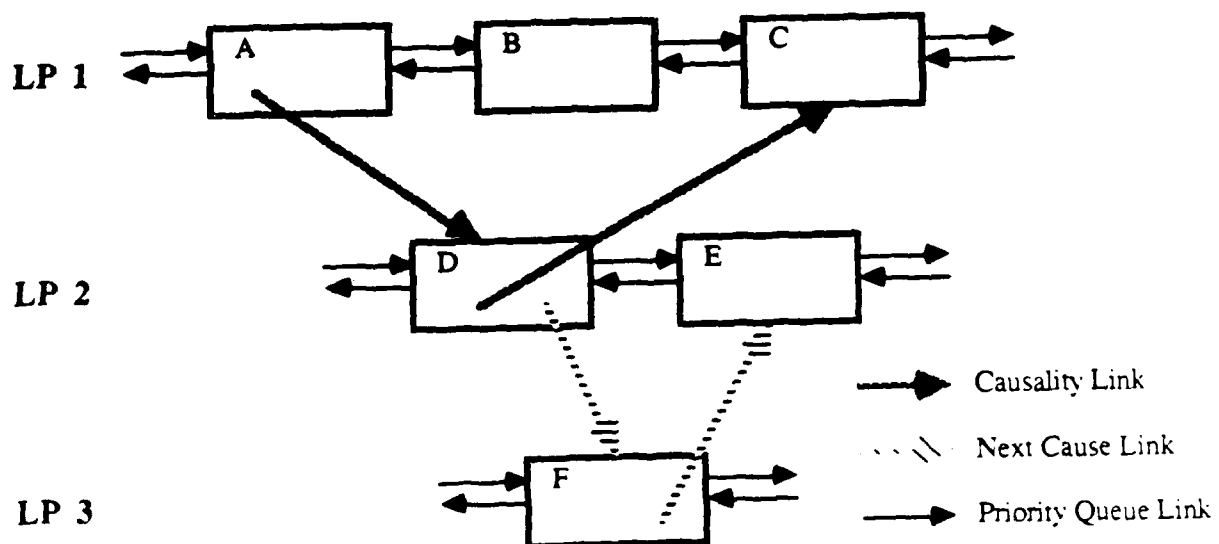 A
B
C
LP 1
D
E
LP 2
Causality Link
Next Cause Link
F
LP 3
Priority Queue Link